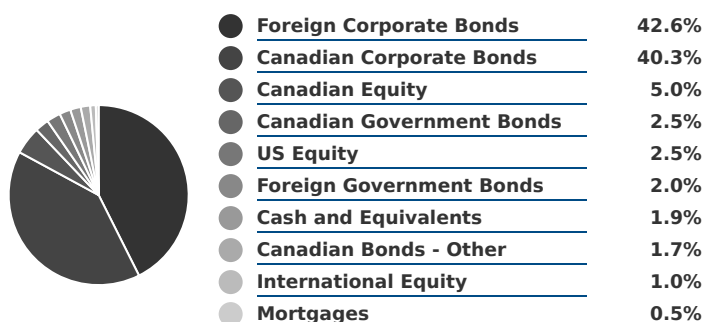 Foreign Corporate Bonds 42.6%
Canadian Corporate Bonds 40.3%
Canadian Equity 5.0%
Canadian Government Bonds 2.5%
US Equity 2.5%
Foreign Government Bonds 2.0%
Cash and Equivalents 1.9%
Canadian Bonds - Other 1.7%
International Equity 1.0%
Mortgages 0.5%